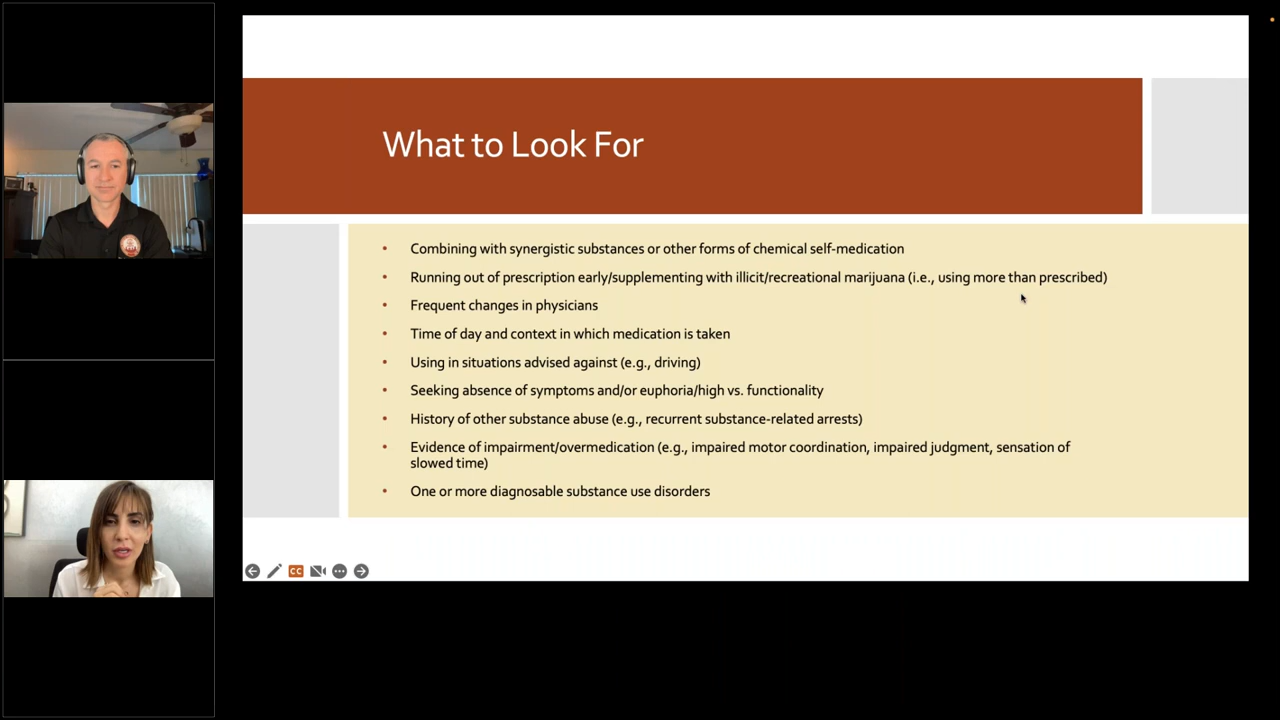 What to Look For
• Combining with synergistic substances or other forms of chemical self-medication
• Running out of prescription early/supplementing with illicit/recreational marijuana (i.e., using more than prescribed)
• Frequent changes in physicians
• Time of day and context in which medication is taken
• Using in situations advised against (e.g., driving)
• Seeking absence of symptoms and/or euphoria/high vs. functionality
• History of other substance abuse (e.g., recurrent substance-related arrests)
• Evidence of impairment/overmedication (e.g., impaired motor coordination, impaired judgment, sensation of
slowed time)
• One or more diagnosable substance use disorders
CC